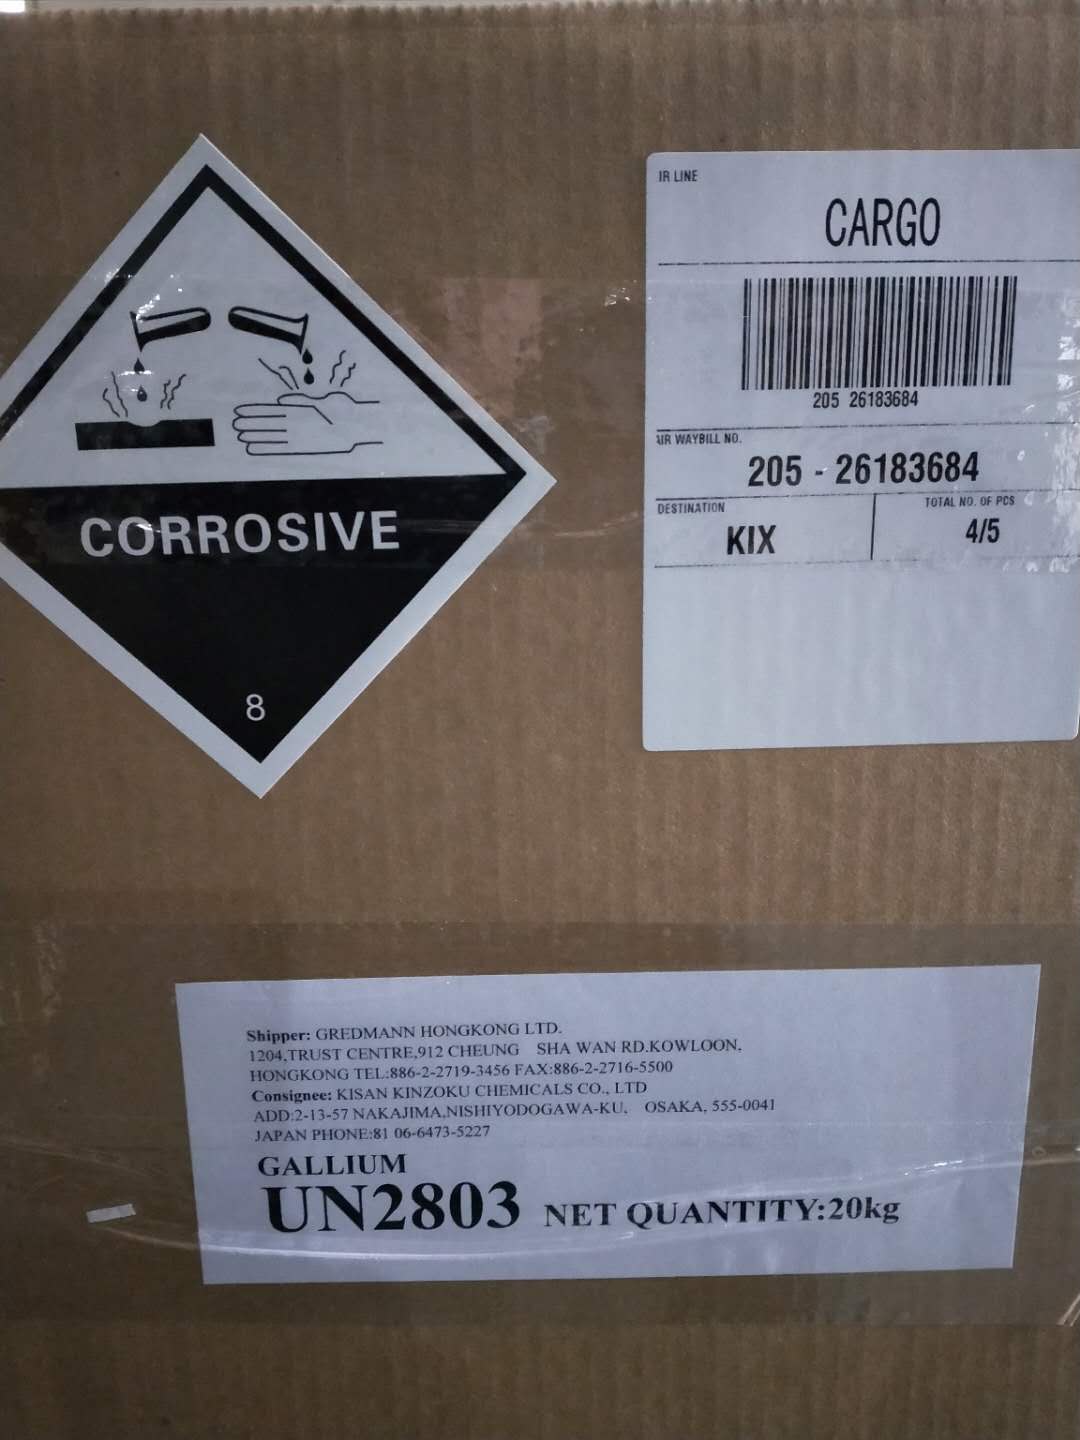 CORROSIVE
8
IR LINE
CARGO
205 26183684
AIR WAYBILL NO.
205 - 26183684
DESTINATION
KIX
TOTAL NO. OF PCS
4/5
Shipper: GREDMANN HONGKONG LTD.
1204,TRUST CENTRE,912 CHEUNG SHA WAN RD.KOWLOON,
HONGKONG TEL:886-2-2719-3456 FAX:886-2-2716-5500
Consignee: KISAN KINZOKU CHEMICALS CO., LTD
ADD:2-13-57 NAKAJIMA,NISHIYODOGAWA-KU, OSAKA, 555-0041
JAPAN PHONE:81 06-6473-5227
GALLIUM
UN2803 NET QUANTITY:20kg